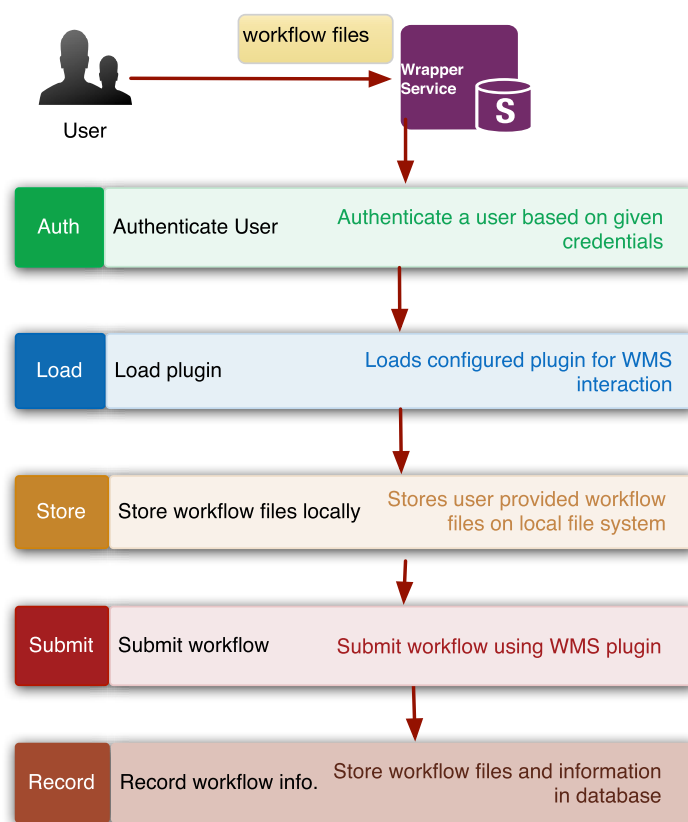 workflow files
Wrapper
Service
S
User
Auth
Authenticate User
Authenticate a user based on given
credentials
Load
Load plugin
Loads configured plugin for WMS
interaction
Store
Store workflow files locally
Stores user provided workflow
files on local file system
Submit
Submit workflow
Submit workflow using WMS plugin
Record
Record workflow info.
Store workflow files and information
in database